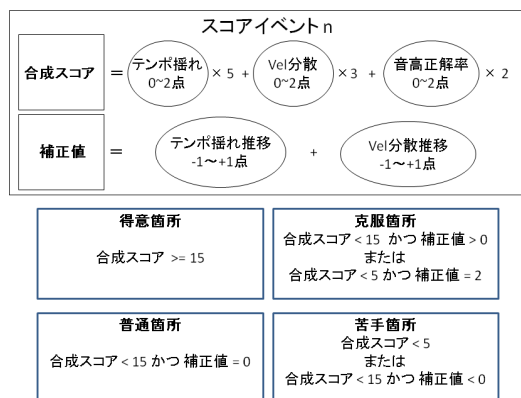 スコアイベント n
合成スコア = テンポ揺れ 0~2点 × 5 + Vel分散 0~2点 ×3 + 音高正解率 0~2点 × 2
補正値 = テンポ揺れ推移 -1～+1点 + Vel分散推移 -1～+1点
得意箇所
合成スコア >= 15
克服箇所
合成スコア < 15 かつ 補正値 > 0
または
合成スコア < 5 かつ 補正値 = 2
普通箇所
合成スコア < 15 かつ 補正値 = 0
苦手箇所
合成スコア < 5
または
合成スコア < 15 かつ 補正値 < 0